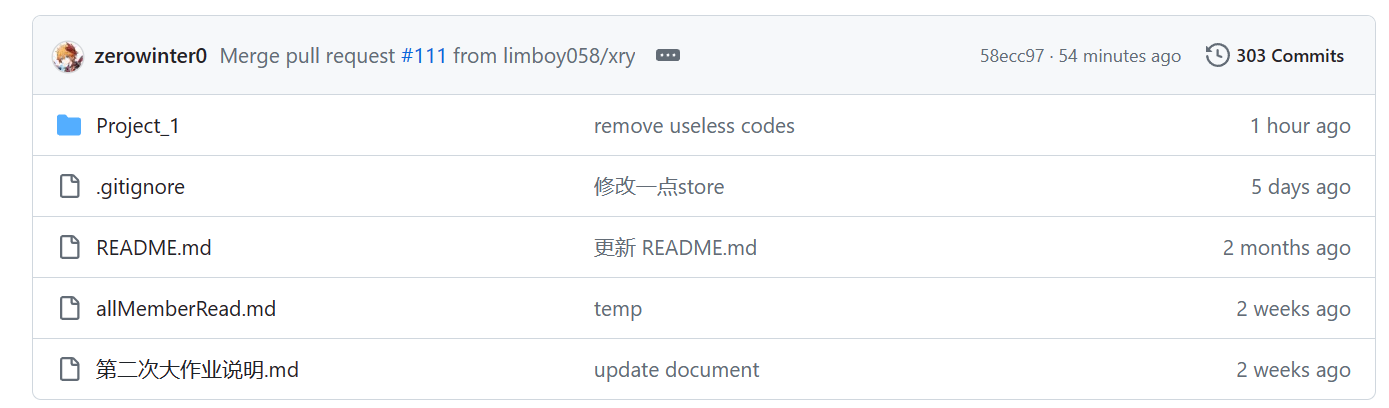 zerowinter0 Merge pull request #111 from limboy058/xry 58ecc97 · 54 minutes ago 303 Commits
Project_1 remove useless codes 1 hour ago
.gitignore 修改一点store 5 days ago
README.md 更新 README.md 2 months ago
allMemberRead.md temp 2 weeks ago
第二次大作业说明.md update document 2 weeks ago